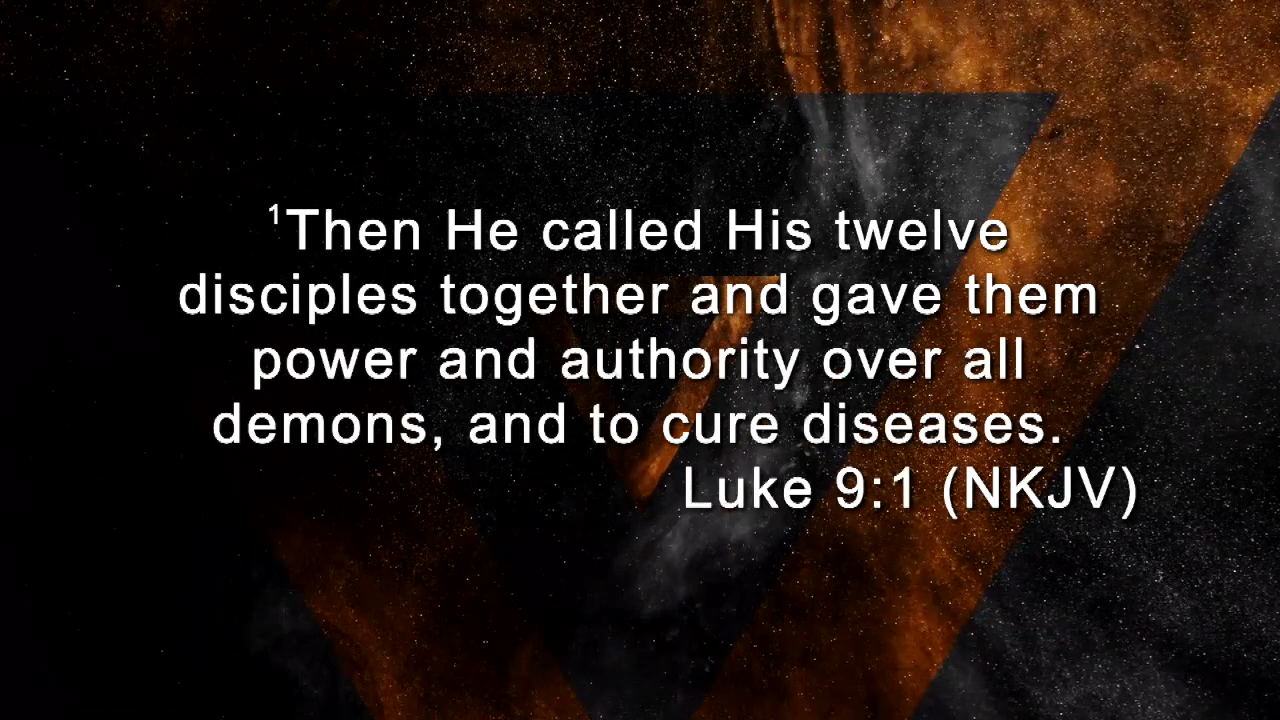 ¹Then He called His twelve
disciples together and gave them
power and authority over all
demons, and to cure diseases.
Luke 9:1 (NKJV)